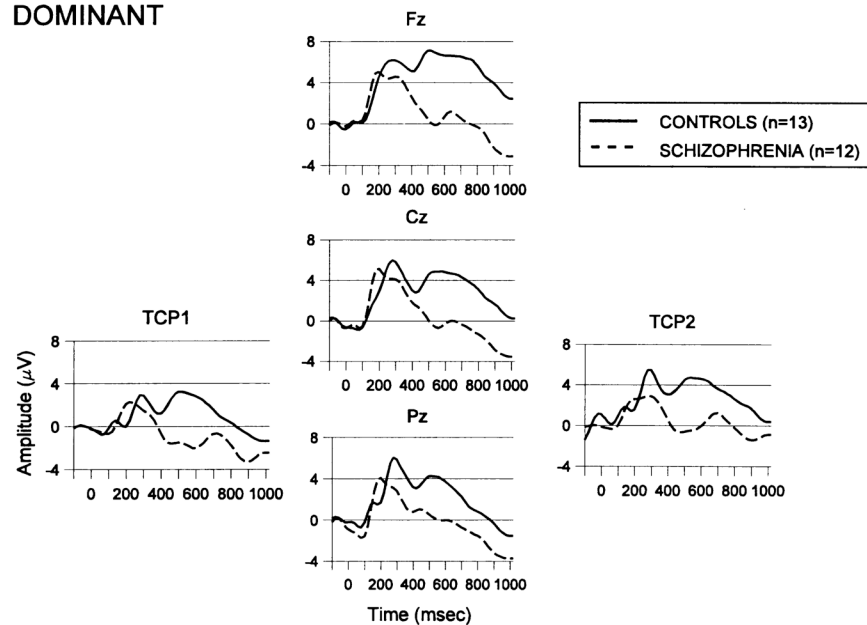 DOMINANT
Fz
8
4
0
-4
0 200 400 600 800 1000
CONTROLS (n=13)
SCHIZOPHRENIA (n=12)
Cz
8
4
0
-4
0 200 400 600 800 1000
TCP1
8
4
0
-4
0 200 400 600 800 1000
Amplitude (μV)
TCP2
8
4
0
-4
0 200 400 600 800 1000
Pz
8
4
0
-4
0 200 400 600 800 1000
Time (msec)